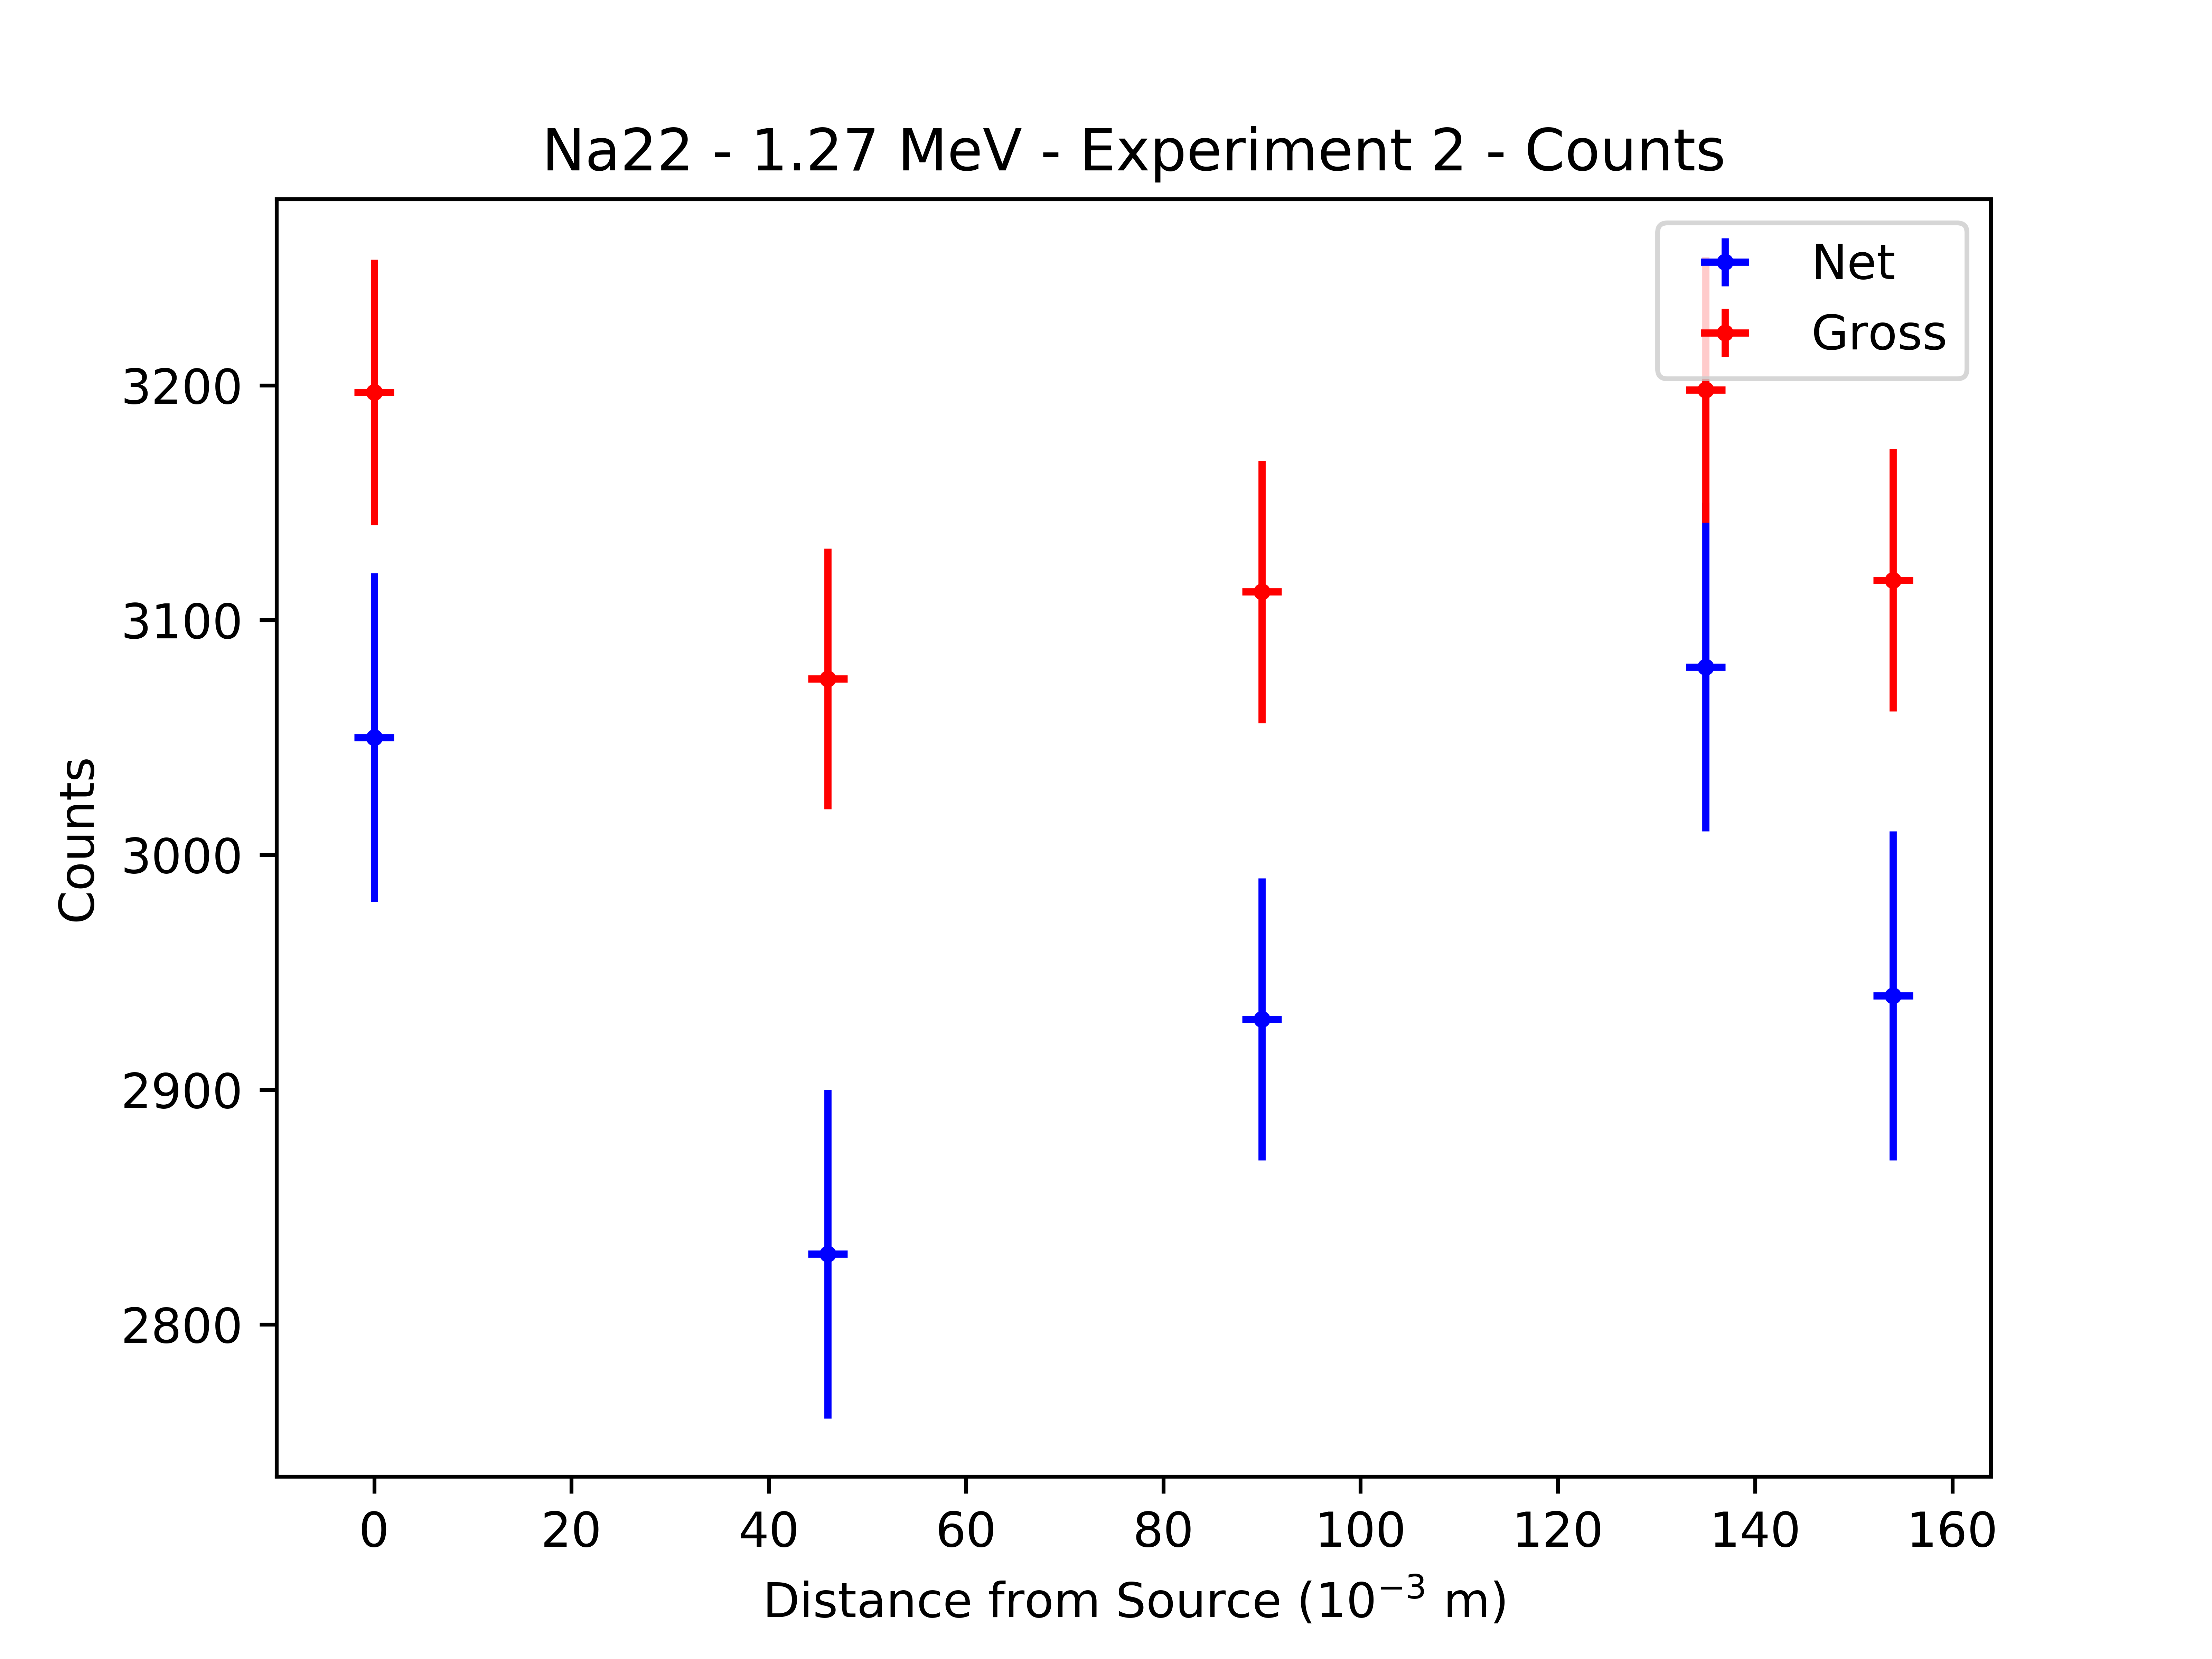 Na22 - 1.27 MeV - Experiment 2 - Counts
Net
Gross
3200
3100
3000
2900
2800
Counts
0 20 40 60 80 100 120 140 160
Distance from Source (10⁻³ m)